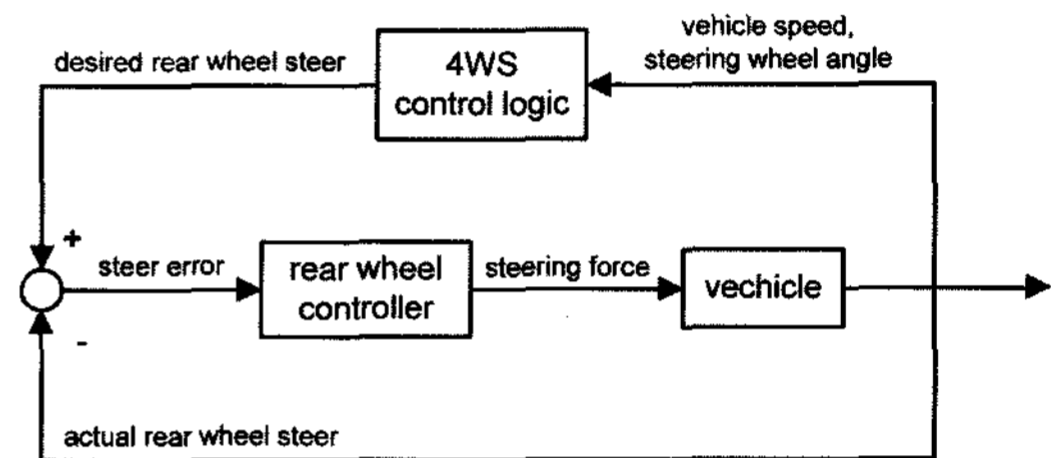 vehicle speed,
steering wheel angle
desired rear wheel steer
4WS
control logic
+
steer error
rear wheel
controller
steering force
vechicle
-
actual rear wheel steer